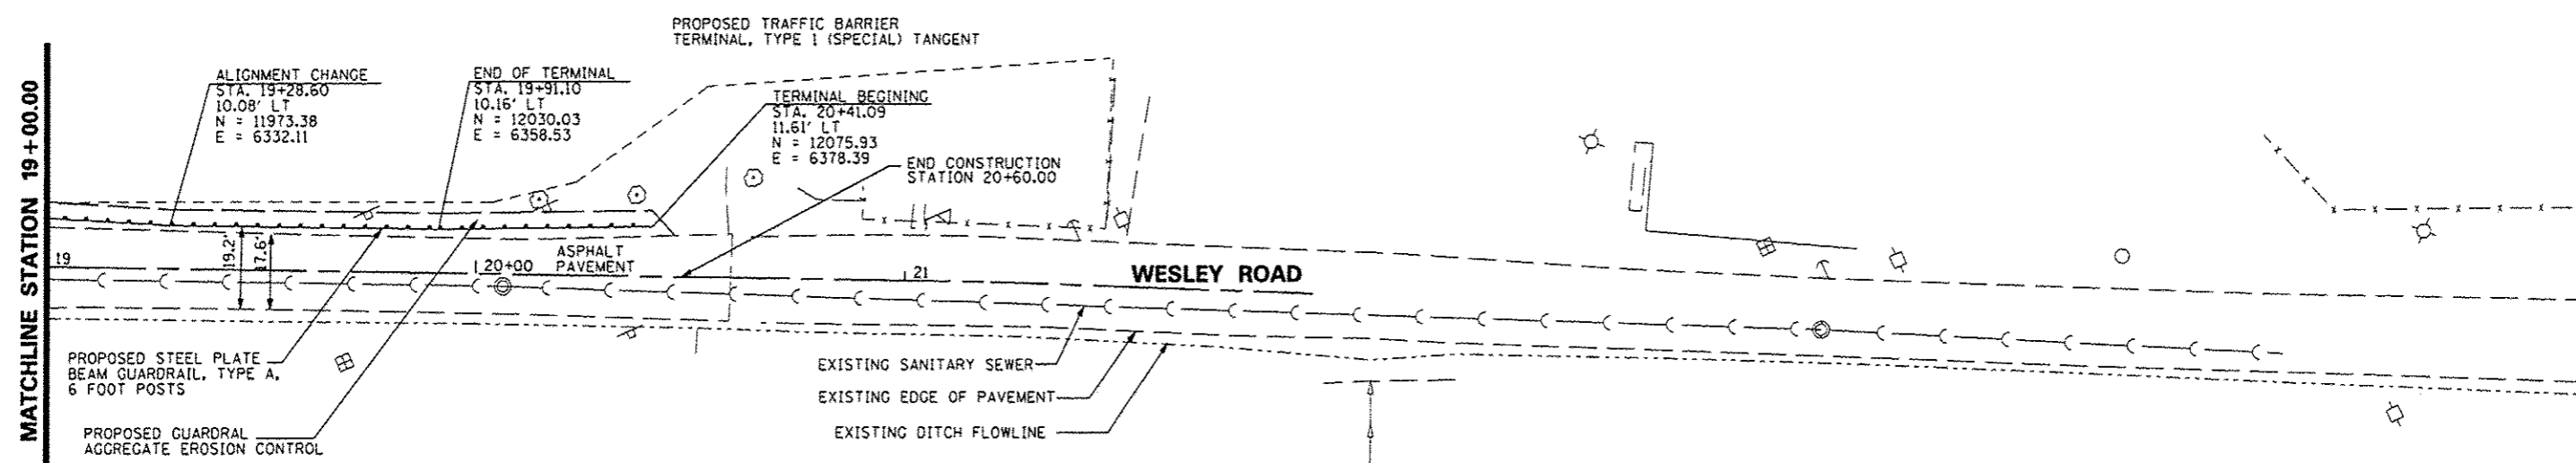 PROPOSED TRAFFIC BARRIER
TERMINAL, TYPE 1 (SPECIAL) TANGENT
MATCHLINE STATION 19+00.00
ALIGNMENT CHANGE
STA. 19+28.60
10.08' LT
N = 11973.38
E = 6332.11
END OF TERMINAL
STA. 19+91.10
10.16' LT
N = 12030.03
E = 6358.53
TERMINAL BEGINING
STA. 20+41.09
11.61' LT
N = 12075.93
E = 6378.39
END CONSTRUCTION
STATION 20+60.00
19
19.2'
17.6'
20+00
ASPHALT
PAVEMENT
21
WESLEY ROAD
PROPOSED STEEL PLATE
BEAM GUARDRAIL, TYPE A,
6 FOOT POSTS
PROPOSED GUARDRAL
AGGREGATE EROSION CONTROL
EXISTING SANITARY SEWER
EXISTING EDGE OF PAVEMENT
EXISTING DITCH FLOWLINE